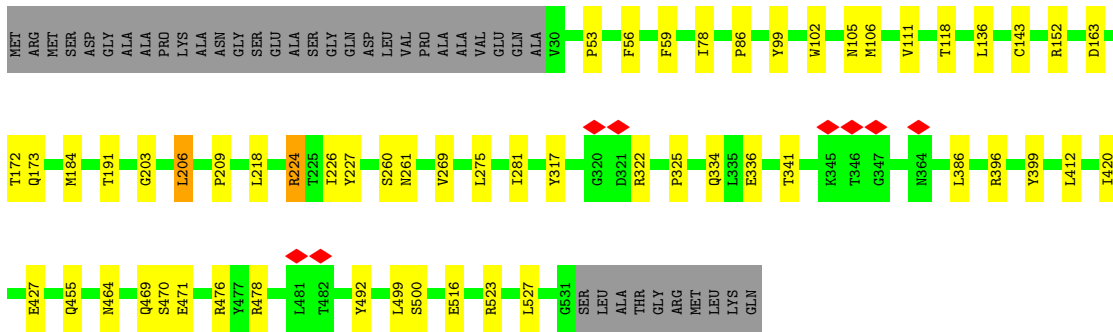 MET ARG MET SER ASP GLY ALA ALA PRO LYS ALA ASN GLY SER GLU ALA SER GLY GLN ASP LEU VAL PRO ALA ALA VAL GLU GLN ALA V30 P53 F56 F59 I78 P86 Y99 W102 N105 M106 V111 T118 L136 C143 R152 D163
T172 Q173 M184 T191 G203 L206 P209 L218 R224 T225 I226 Y227 S260 N261 V269 L275 I281 Y317 G320 D321 R322 P325 Q334 L335 E336 T341 K345 T346 G347 N364 L386 R396 Y399 L412 I420
E427 Q455 N464 Q469 S470 E471 R476 Y477 R478 L481 T482 Y492 L499 S500 E516 R523 L527 G531 SER LEU ALA THR GLY ARG MET LEU LYS GLN